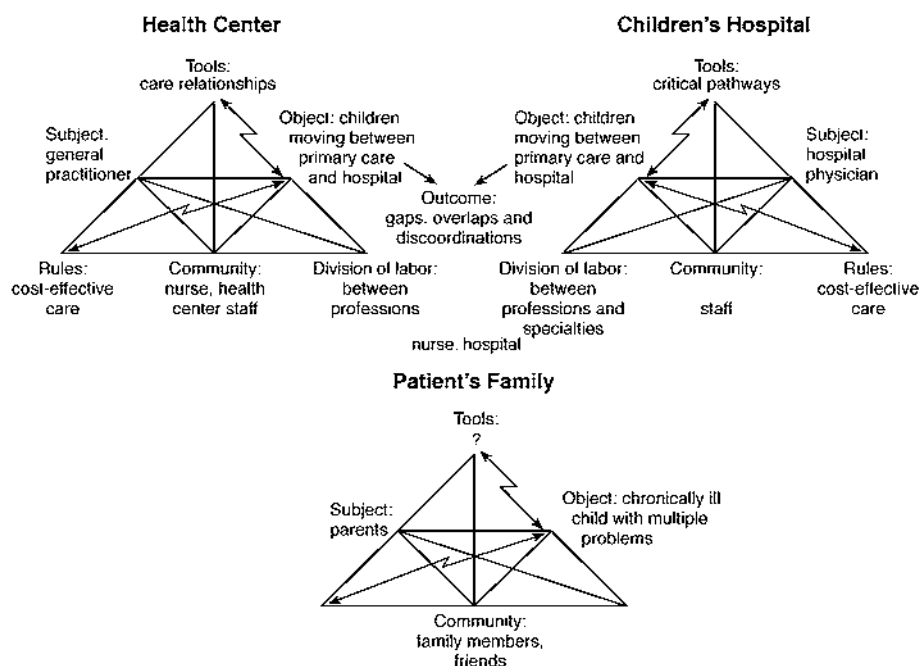 Health Center
Tools:
care relationships
Subject.
general
practitioner
Object: children
moving between
primary care
and hospital
Rules:
cost-effective
care
Community:
nurse, health
center staff
Division of labor:
between
professions
Outcome:
gaps. overlaps and
discoordinations
Children's Hospital
Tools:
critical pathways
Object: children
moving between
primary care and
hospital
Subject:
hospital
physician
Division of labor:
between
professions and
specialties
Community:
staff
Rules:
cost-effective
care
nurse. hospital
Patient's Family
Tools:
?
Subject:
parents
Object: chronically ill
child with multiple
problems
Community:
family members,
friends